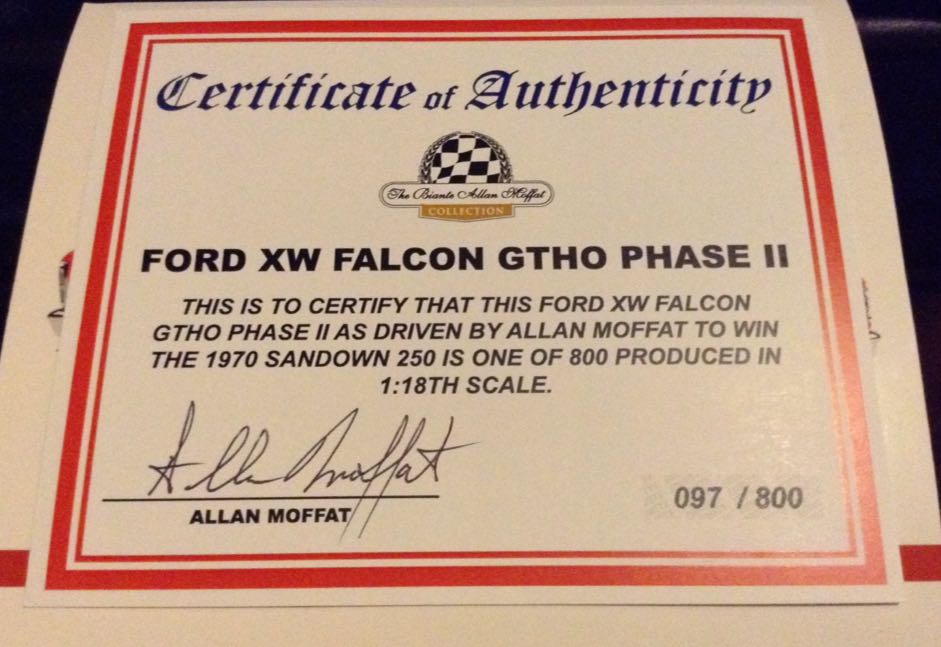 Certificate of Authenticity
The Biante Allan Moffat
COLLECTION
FORD XW FALCON GTHO PHASE II
THIS IS TO CERTIFY THAT THIS FORD XW FALCON
GTHO PHASE II AS DRIVEN BY ALLAN MOFFAT TO WIN
THE 1970 SANDOWN 250 IS ONE OF 800 PRODUCED IN
1:18TH SCALE.
Allan Moffat
ALLAN MOFFAT
097 / 800